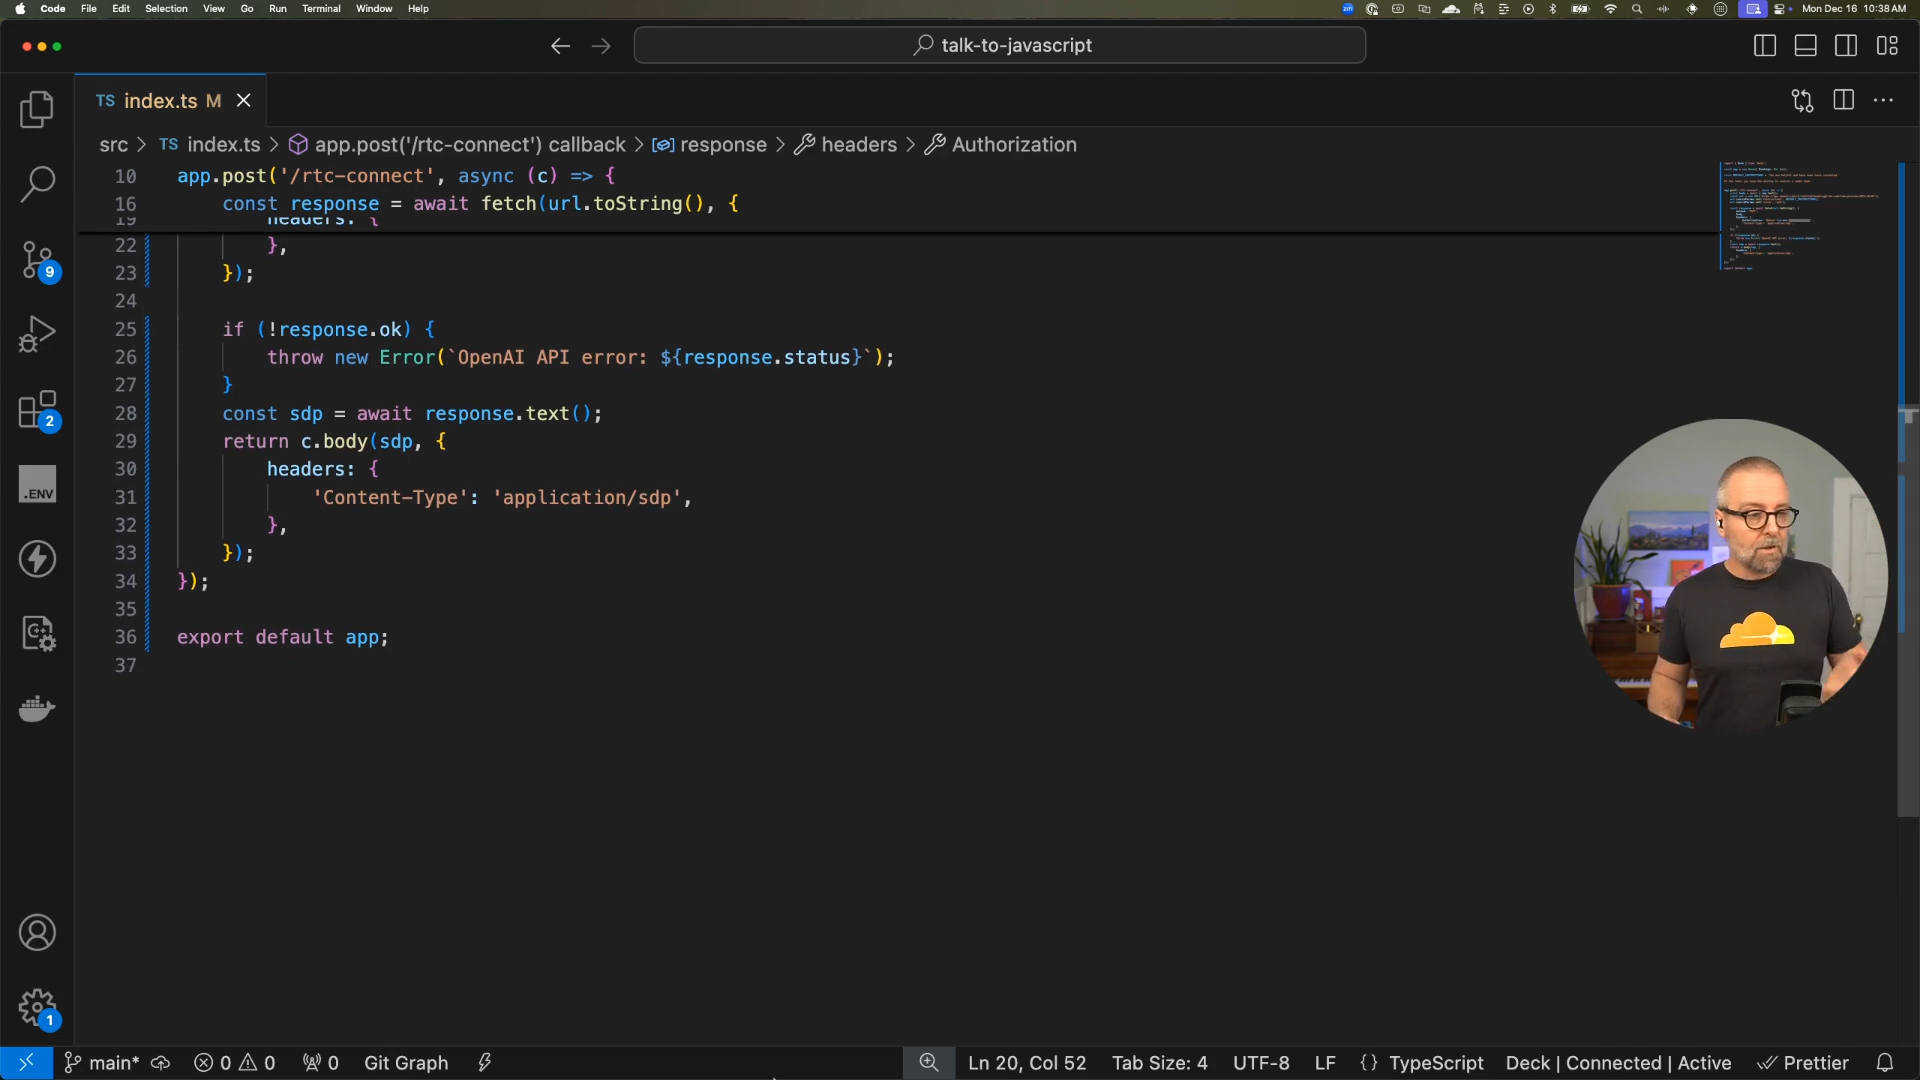 Code File Edit Selection View Go Run Terminal Window Help
zm
Mon Dec 16 10:38 AM
talk-to-javascript
TS index.ts M
src > TS index.ts > app.post('/rtc-connect') callback > response > headers > Authorization
10 app.post('/rtc-connect', async (c) => {
16 const response = await fetch(url.toString(), {
19 headers: {
22 },
23 });
24
25 if (!response.ok) {
26 throw new Error(`OpenAI API error: ${response.status}`);
27 }
28 const sdp = await response.text();
29 return c.body(sdp, {
30 headers: {
31 'Content-Type': 'application/sdp',
32 },
33 });
34 });
35
36 export default app;
37
9
2
.ENV
1
main* 0 0 0 Git Graph
Ln 20, Col 52 Tab Size: 4 UTF-8 LF {} TypeScript Deck | Connected | Active Prettier